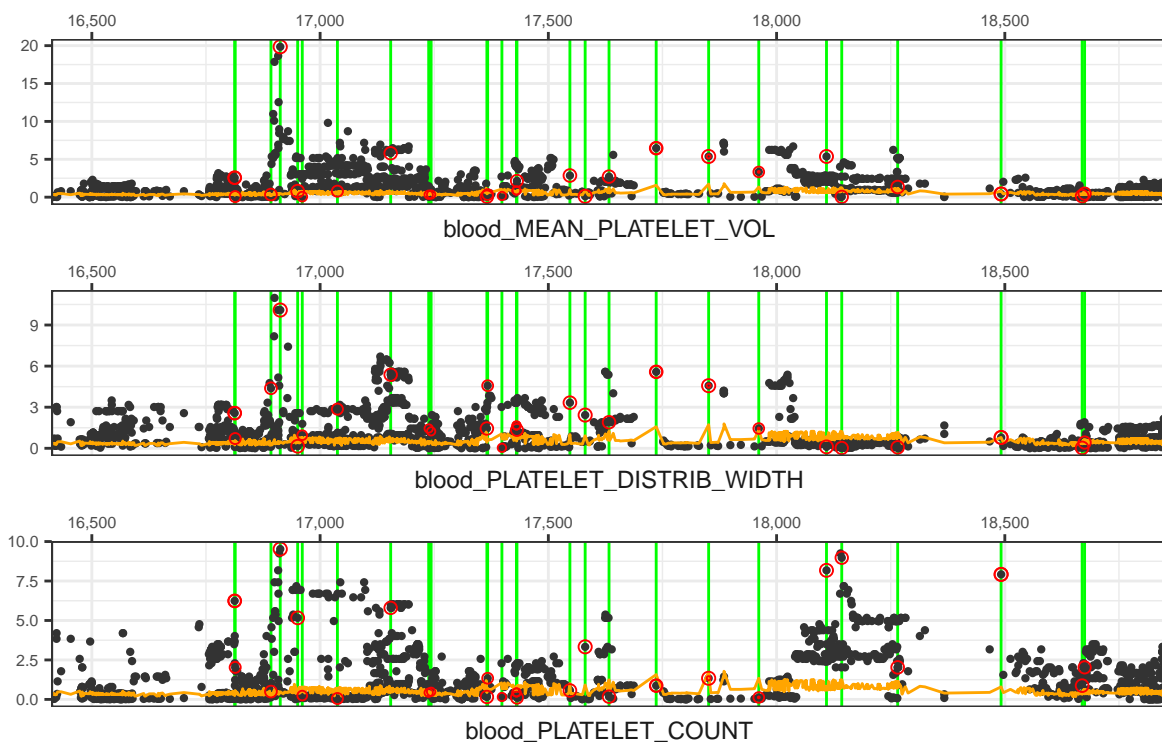 16,500 17,000 17,500 18,000 18,500
20
15
10
5
0
blood_MEAN_PLATELET_VOL
16,500 17,000 17,500 18,000 18,500
9
6
3
0
blood_PLATELET_DISTRIB_WIDTH
16,500 17,000 17,500 18,000 18,500
10.0
7.5
5.0
2.5
0.0
blood_PLATELET_COUNT